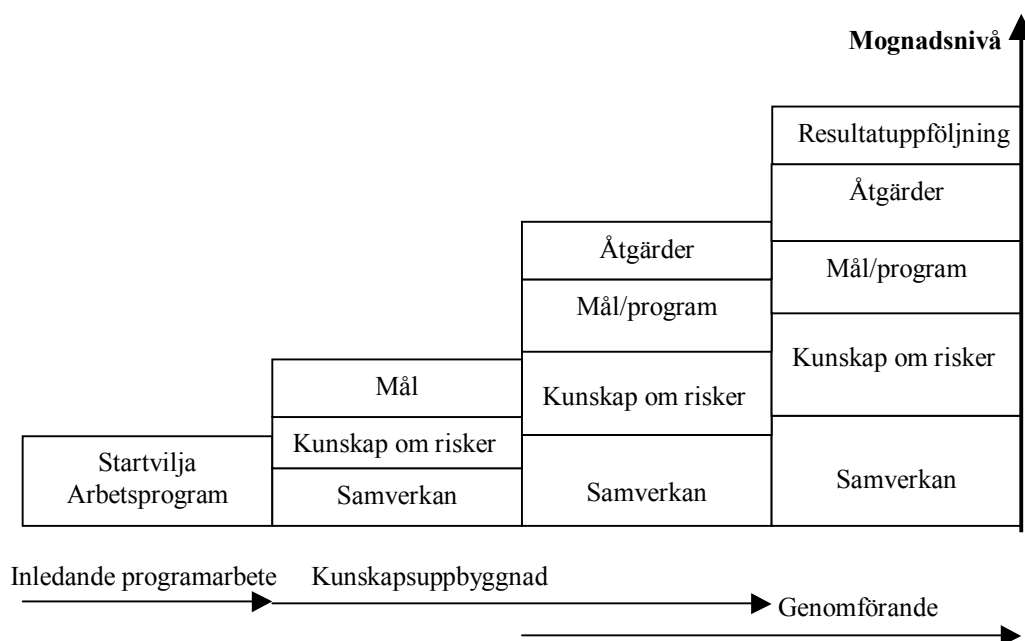 Mognadsnivå
Resultatuppföljning
Åtgärder
Mål/program
Kunskap om risker
Samverkan
Åtgärder
Mål/program
Kunskap om risker
Samverkan
Mål
Kunskap om risker
Samverkan
Startvilja
Arbetsprogram
Inledande programarbete
Kunskapsuppbyggnad
Genomförande